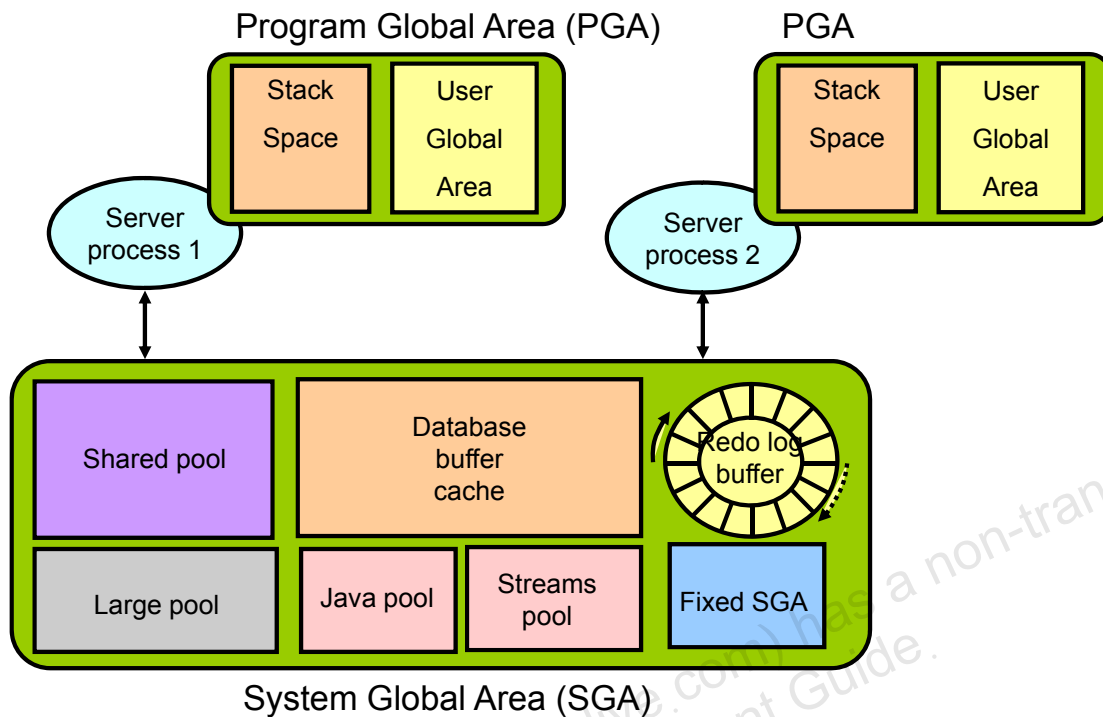 Program Global Area (PGA)
PGA
Stack
Space
User
Global
Area
Stack
Space
User
Global
Area
Server
process 1
Server
process 2
Shared pool
Database
buffer
cache
Redo log
buffer
Large pool
Java pool
Streams
pool
Fixed SGA
has a non-tran
com)
nt Guide.
System Global Area (SGA)